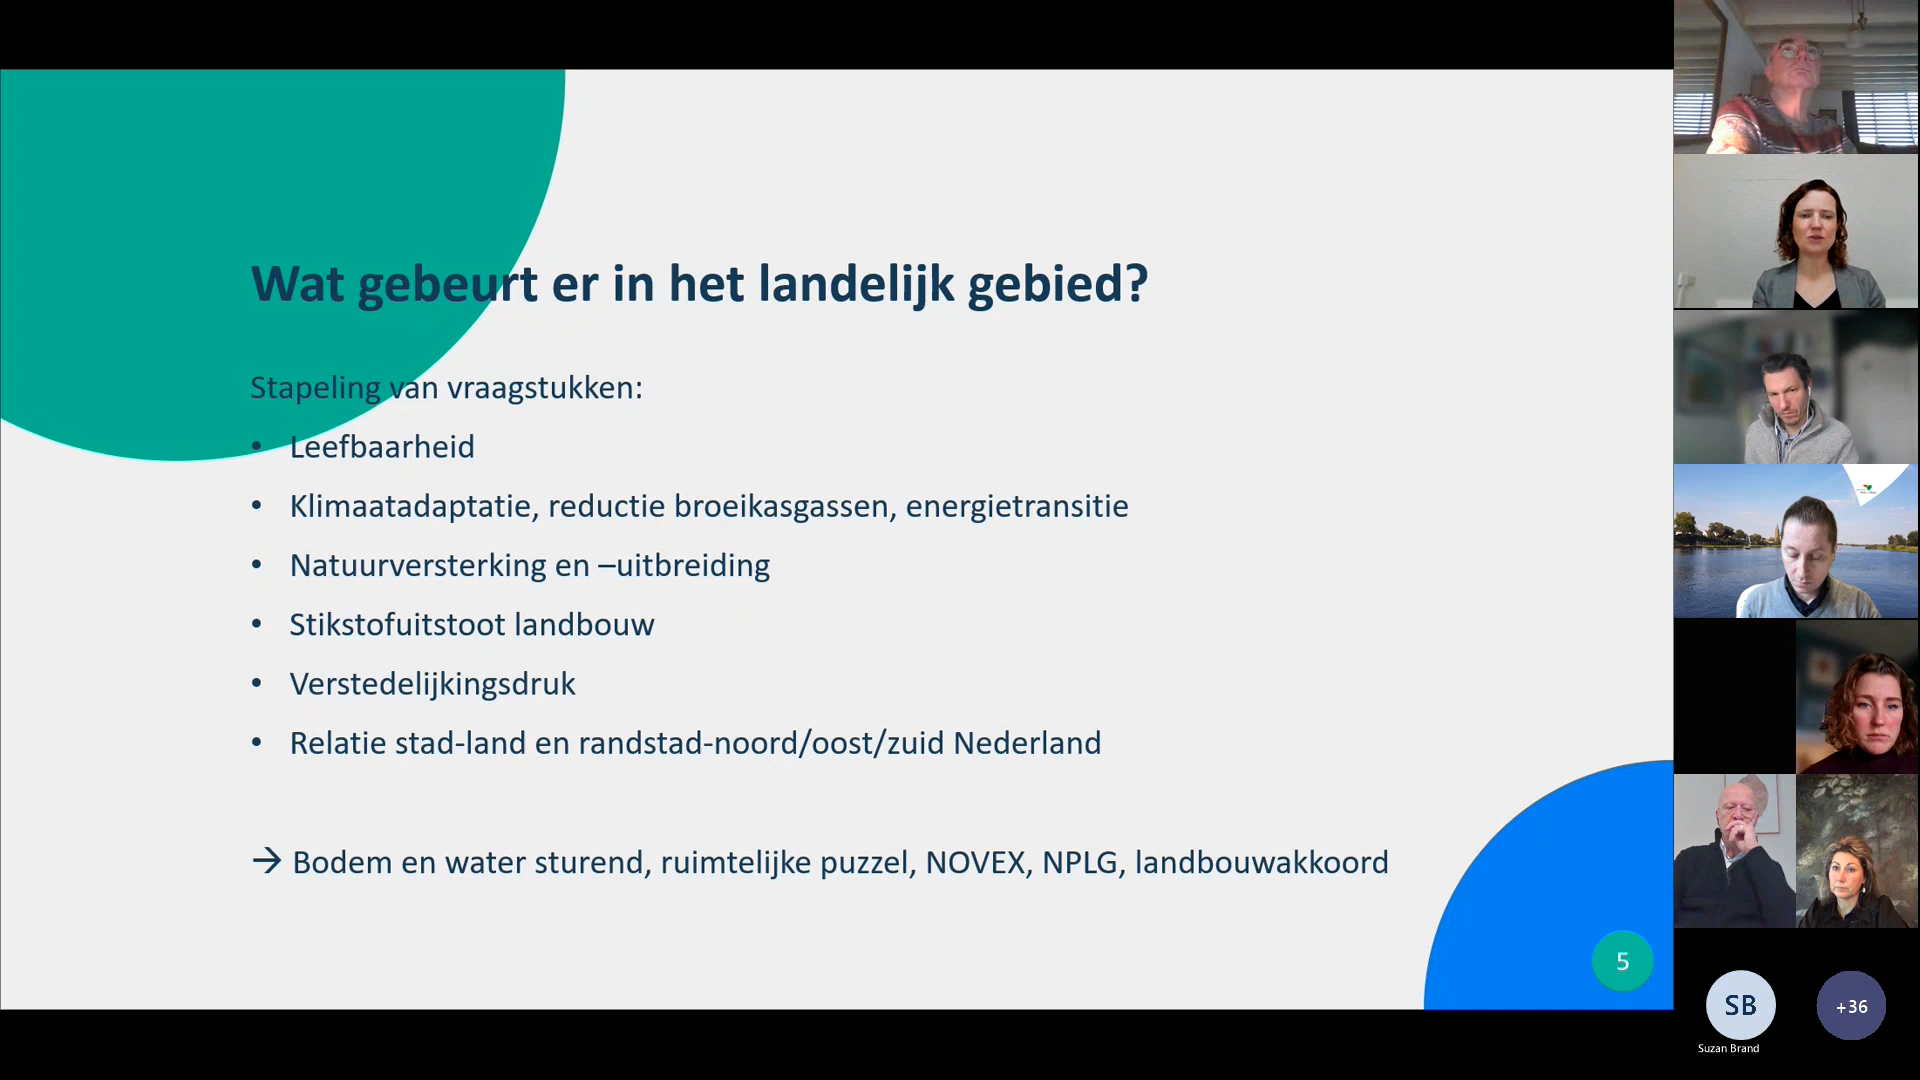 Wat gebeurt er in het landelijk gebied?
Stapeling van vraagstukken:
• Leefbaarheid
• Klimaatadaptatie, reductie broeikasgassen, energietransitie
• Natuurversterking en –uitbreiding
• Stikstofuitstoot landbouw
• Verstedelijkingsdruk
• Relatie stad-land en randstad-noord/oost/zuid Nederland
→ Bodem en water sturend, ruimtelijke puzzel, NOVEX, NPLG, landbouwakkoord
5
SB
+36
Suzan Brand